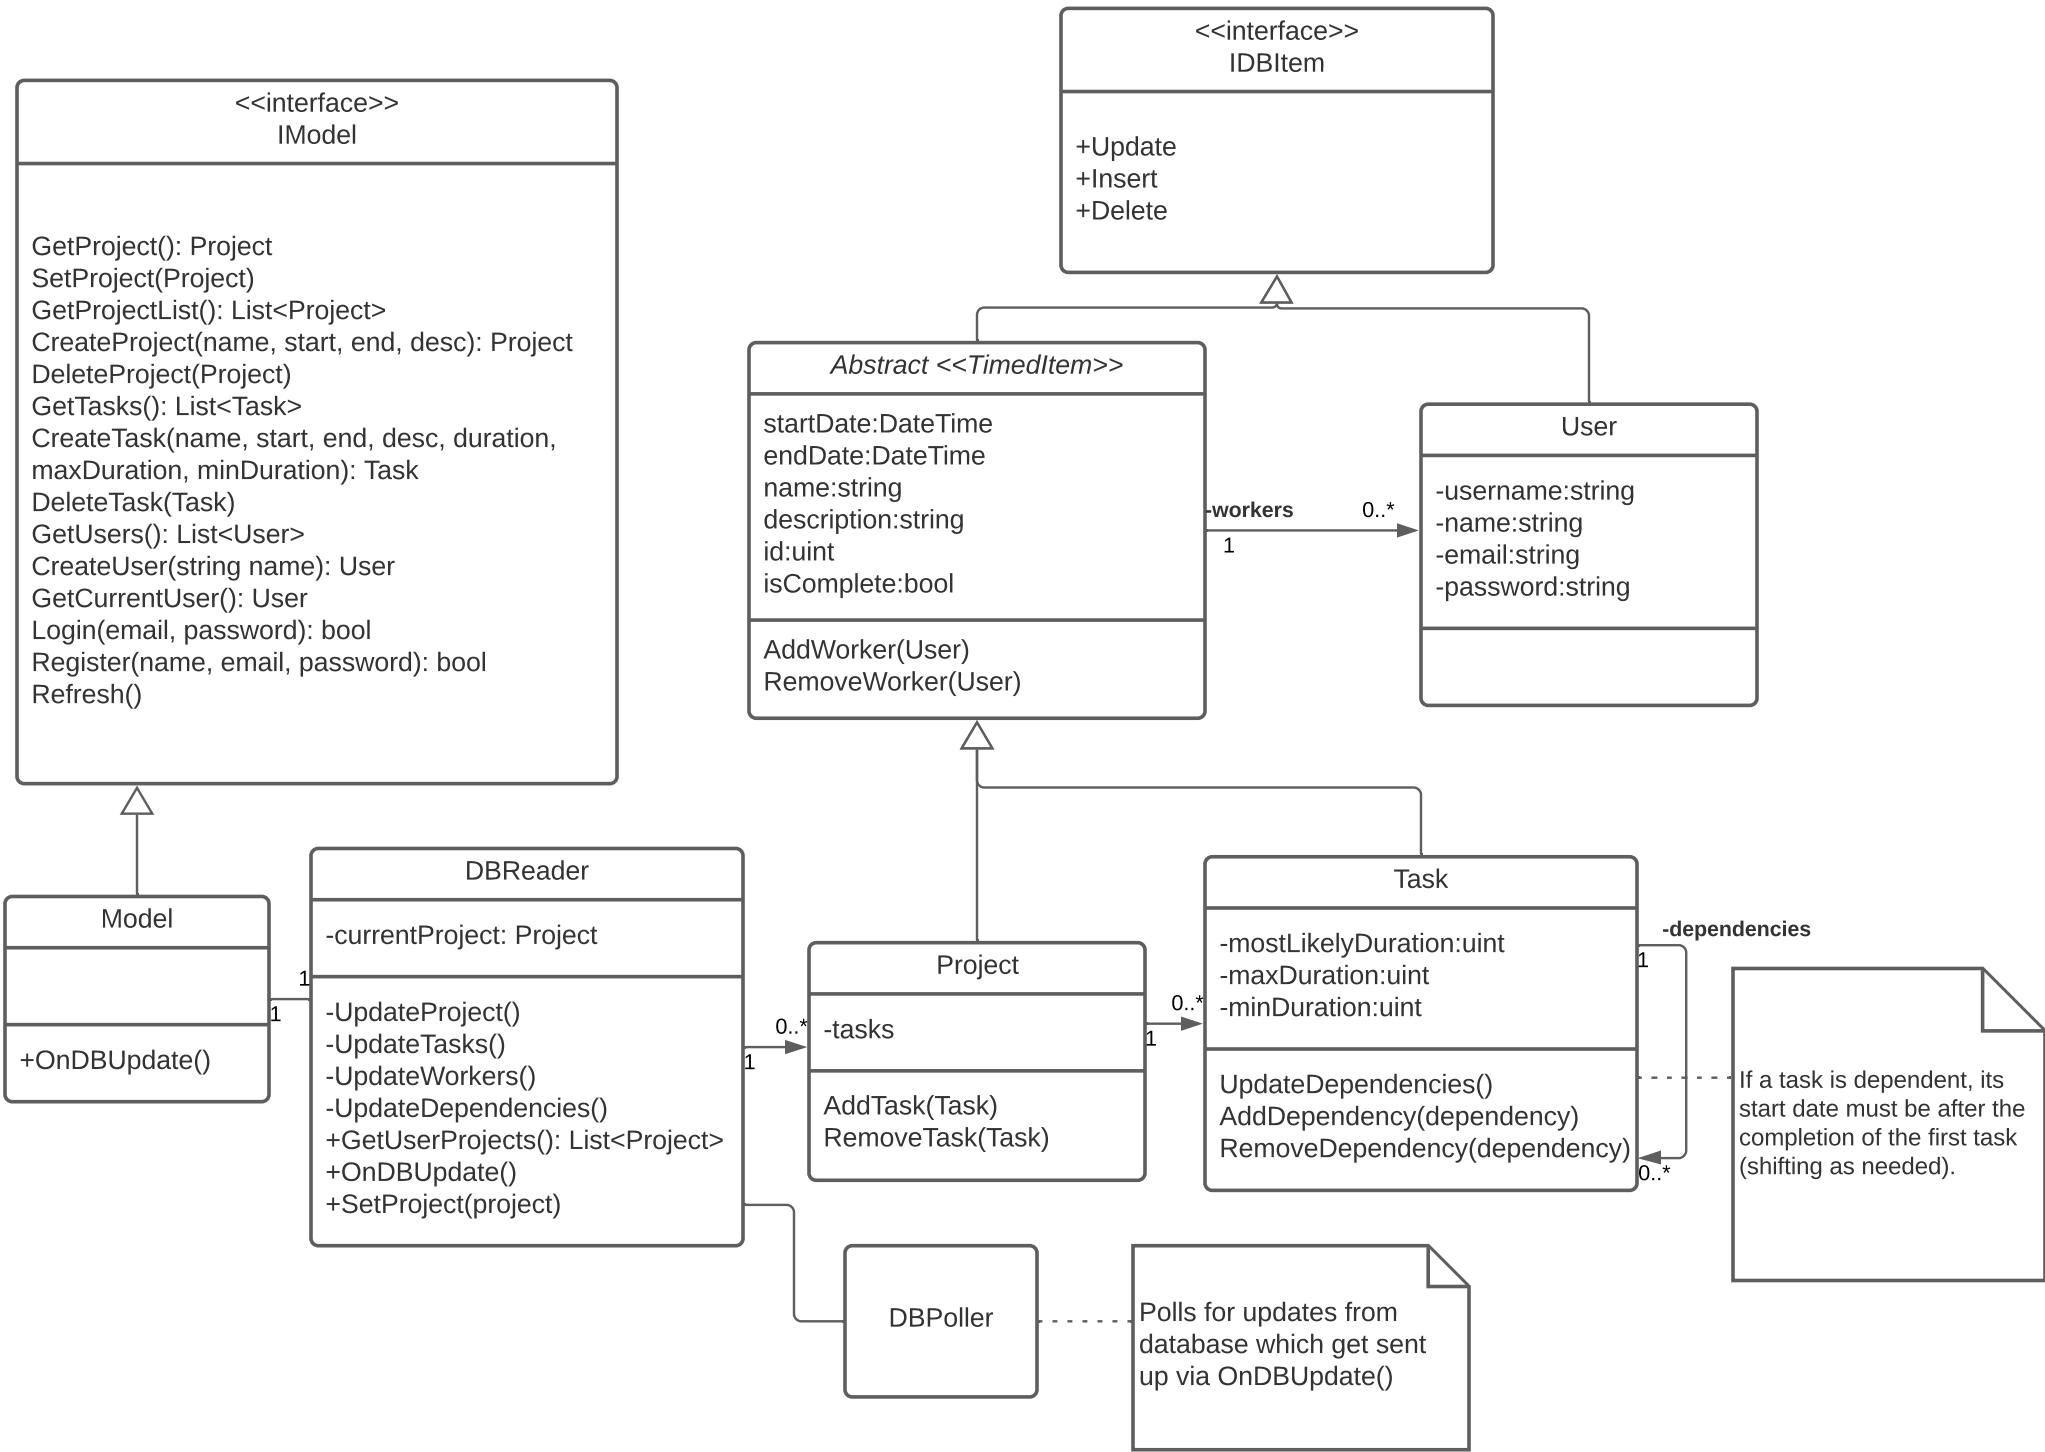 <<interface>>
IDBItem
+Update
+Insert
+Delete
<<interface>>
IModel
GetProject(): Project
SetProject(Project)
GetProjectList(): List<Project>
CreateProject(name, start, end, desc): Project
DeleteProject(Project)
GetTasks(): List<Task>
CreateTask(name, start, end, desc, duration,
maxDuration, minDuration): Task
DeleteTask(Task)
GetUsers(): List<User>
CreateUser(string name): User
GetCurrentUser(): User
Login(email, password): bool
Register(name, email, password): bool
Refresh()
Abstract <<TimedItem>>
startDate:DateTime
endDate:DateTime
name:string
description:string
id:uint
isComplete:bool
AddWorker(User)
RemoveWorker(User)
-workers
0..*
1
User
-username:string
-name:string
-email:string
-password:string
Model
+OnDBUpdate()
1
1
DBReader
-currentProject: Project
-UpdateProject()
-UpdateTasks()
-UpdateWorkers()
-UpdateDependencies()
+GetUserProjects(): List<Project>
+OnDBUpdate()
+SetProject(project)
0..*
1
Project
-tasks
AddTask(Task)
RemoveTask(Task)
0..*
1
Task
-mostLikelyDuration:uint
-maxDuration:uint
-minDuration:uint
UpdateDependencies()
AddDependency(dependency)
RemoveDependency(dependency)
-dependencies
1
0..*
If a task is dependent, its
start date must be after the
completion of the first task
(shifting as needed).
DBPoller
Polls for updates from
database which get sent
up via OnDBUpdate()